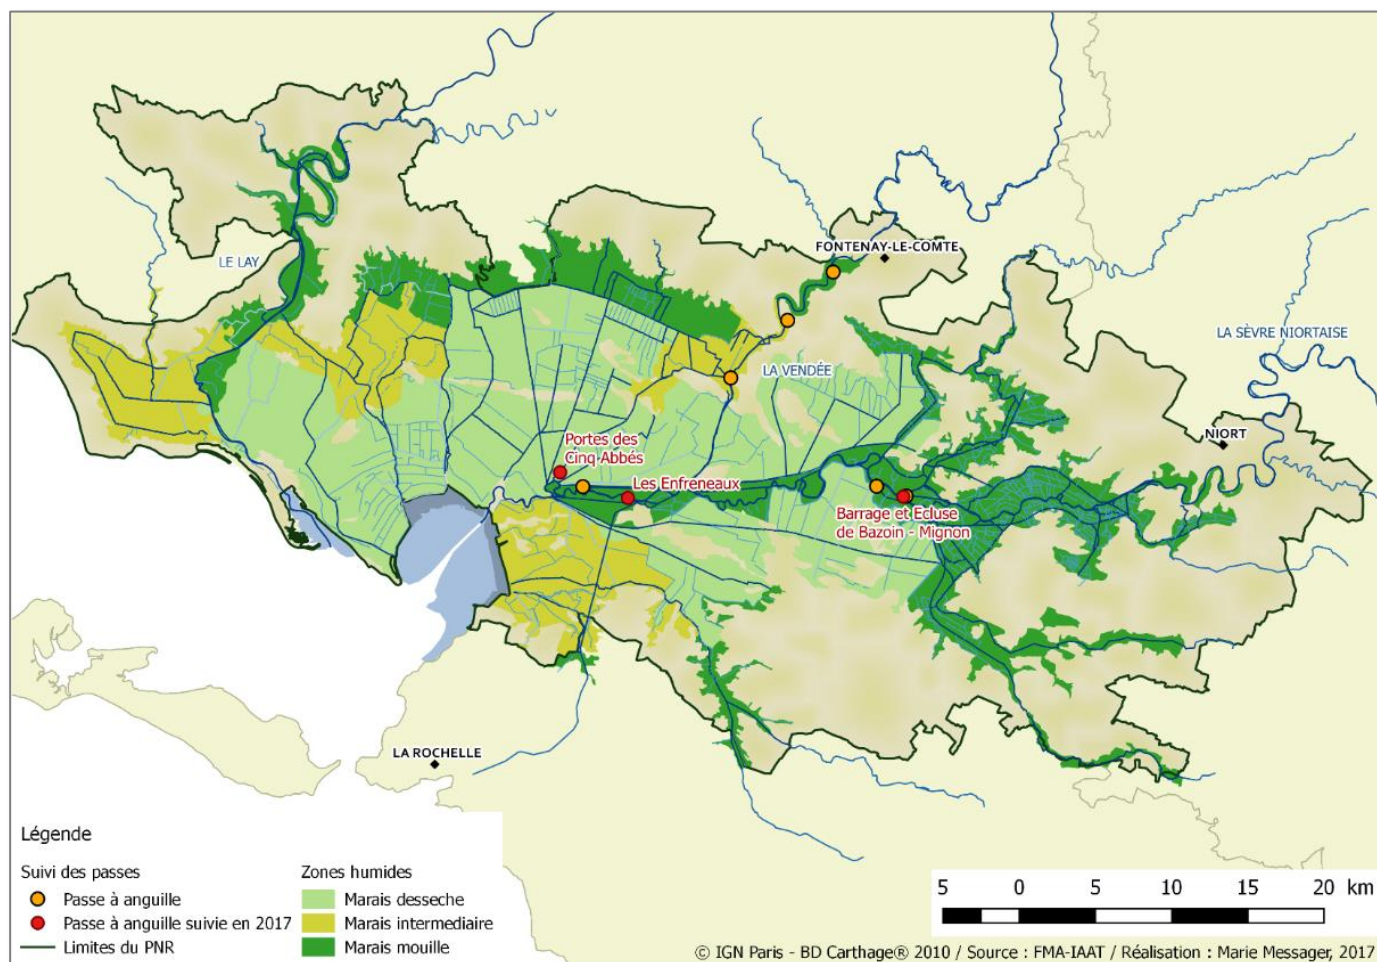 FONTENAY-LE-COMTE
LE LAY
LA SÈVRE NIORTAISE
LA VENDÉE
NIORT
Portes des
Cinq Abbés
Les Enfreneaux
Barrage et Ecluse
de Bazoin - Mignon
LA ROCHELLE
Légende
Suivi des passes
Passe à anguille
Passe à anguille suivie en 2017
Limites du PNR
Zones humides
Marais desseche
Marais intermediaire
Marais mouille
5 0 5 10 15 20 km
© IGN Paris - BD Carthage® 2010 / Source : FMA-IAAT / Réalisation : Marie Messager, 2017